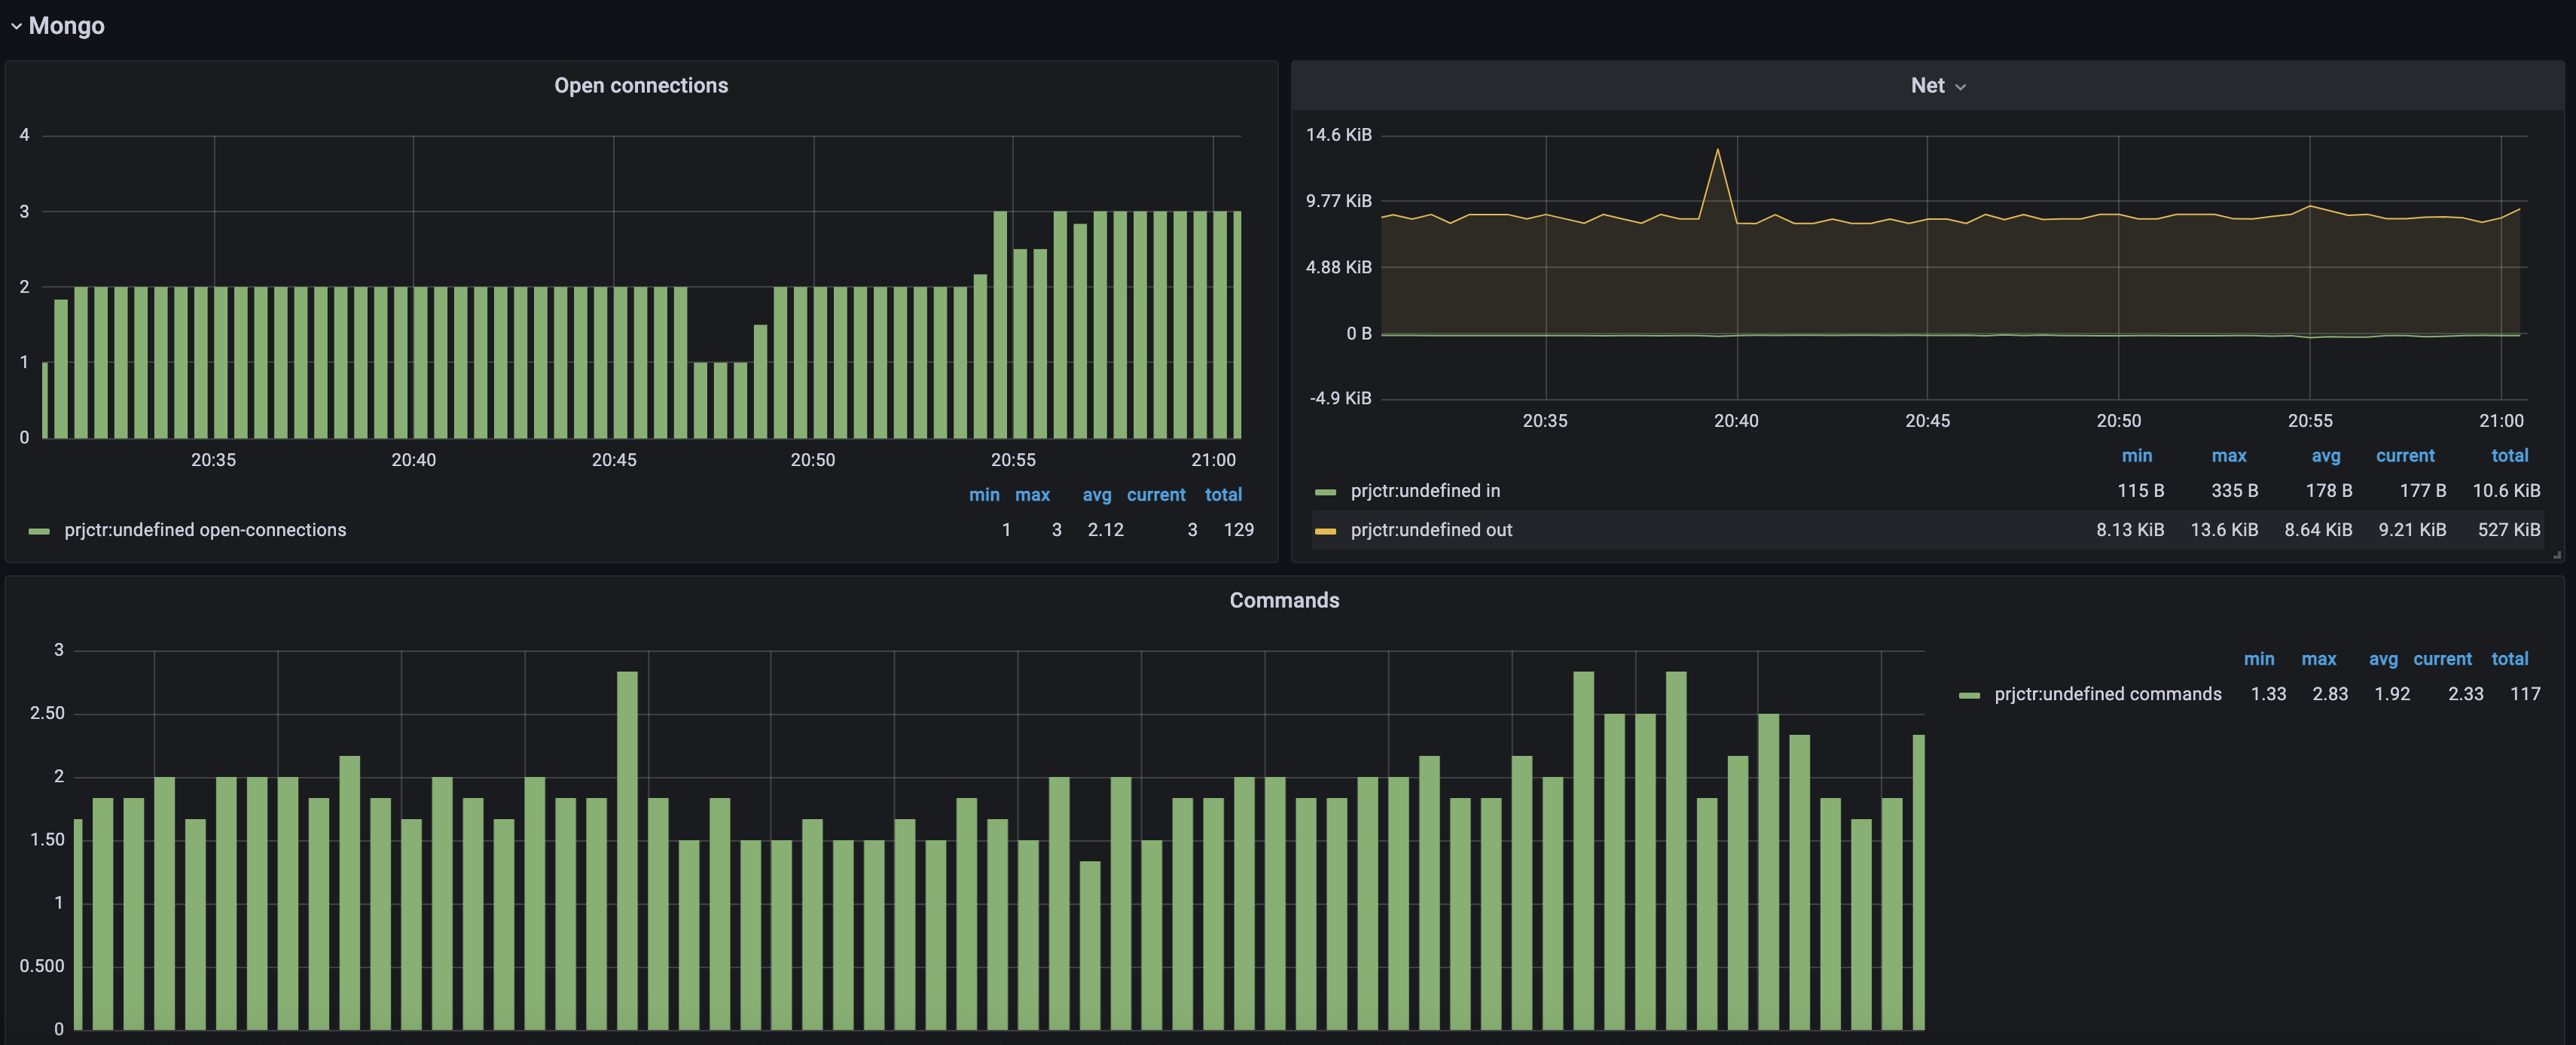 Mongo
Open connections
4
3
2
1
0
20:35 20:40 20:45 20:50 20:55 21:00
min max avg current total
prjctr:undefined open-connections 1 3 2.12 3 129
Net
14.6 KiB
9.77 KiB
4.88 KiB
0 B
-4.9 KiB
20:35 20:40 20:45 20:50 20:55 21:00
min max avg current total
prjctr:undefined in 115 B 335 B 178 B 177 B 10.6 KiB
prjctr:undefined out 8.13 KiB 13.6 KiB 8.64 KiB 9.21 KiB 527 KiB
Commands
3
2.50
2
1.50
1
0.500
0
min max avg current total
prjctr:undefined commands 1.33 2.83 1.92 2.33 117